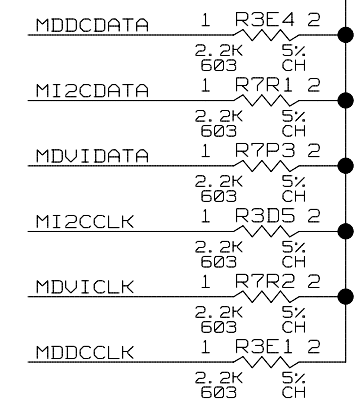 MDDCDATA 1 R3E4 2
2.2K 5%
603 CH
MI2CDATA 1 R7R1 2
2.2K 5%
603 CH
MDVIDATA 1 R7P3 2
2.2K 5%
603 CH
MI2CCLK 1 R3D5 2
2.2K 5%
603 CH
MDVICLK 1 R7R2 2
2.2K 5%
603 CH
MDDCCLK 1 R3E1 2
2.2K 5%
603 CH